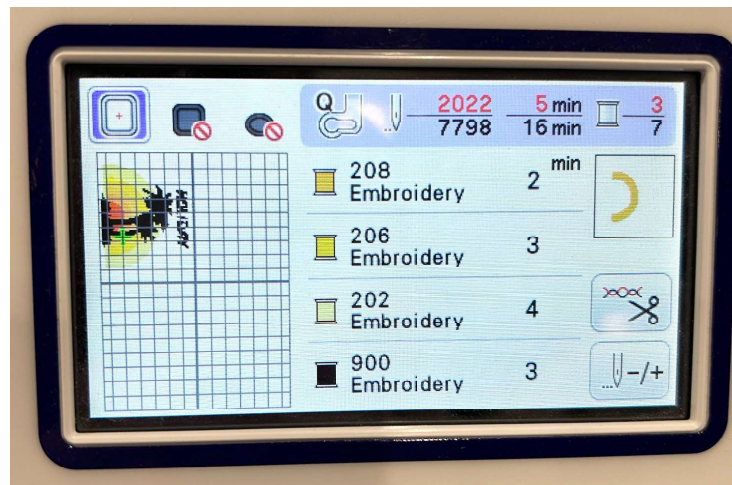 Q 2022 5 min 3
7798 16 min 7
208 2 min
Embroidery
206 3
Embroidery
202 4
Embroidery
900 3
Embroidery
-/+